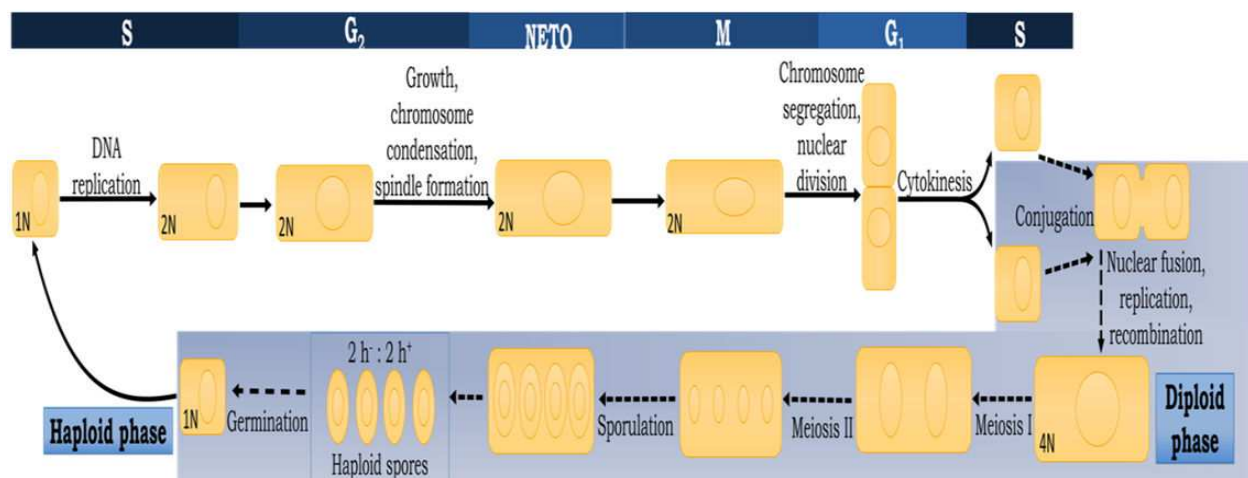 S G₂ NETO M G₁ S
Growth,
chromosome
condensation,
spindle formation
Chromosome
segregation,
nuclear
division
DNA
replication
Cytokinesis
1N
2N
2N
2N
2N
Conjugation
Nuclear fusion,
replication,
recombination
2 h⁻ : 2 h⁺
Haploid phase
1N
Germination
Haploid spores
Sporulation
Meiosis II
Meiosis I
4N
Diploid
phase